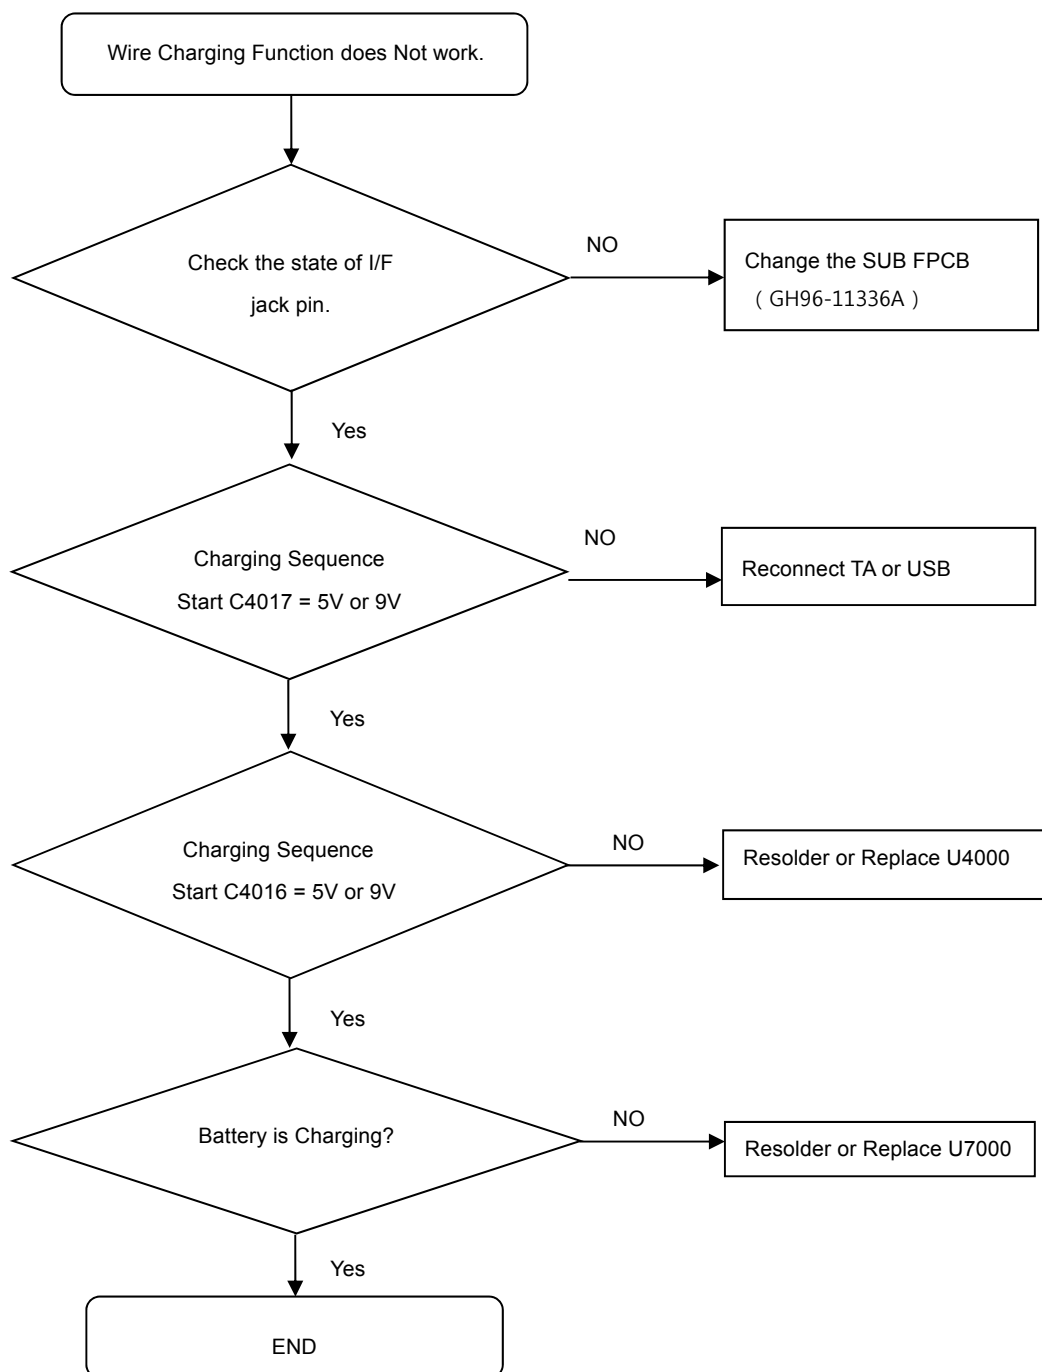 Wire Charging Function does Not work.
Check the state of I/F
jack pin.
NO
Change the SUB FPCB
( GH96-11336A )
Yes
Charging Sequence
Start C4017 = 5V or 9V
NO
Reconnect TA or USB
Yes
Charging Sequence
Start C4016 = 5V or 9V
NO
Resolder or Replace U4000
Yes
Battery is Charging?
NO
Resolder or Replace U7000
Yes
END